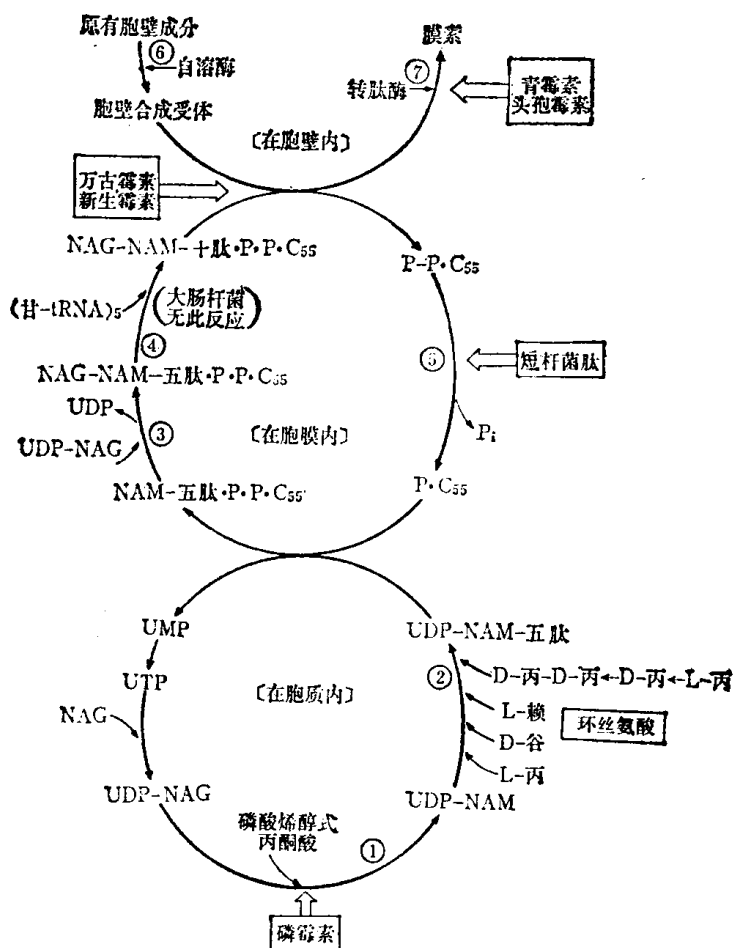 原有胞壁成分
⑥
自溶酶
胞壁合成受体
膜素
⑦
转肽酶
青霉素
头孢霉素
〔在胞壁内〕
万古霉素
新生霉素
NAG-NAM-十肽·P·P·C₅₅
P-P·C₅₅
(甘-tRNA)₅
(大肠杆菌
无此反应)
④
NAG-NAM-五肽·P·P·C₅₅
⑤
短杆菌肽
UDP
③
UDP-NAG
〔在胞膜内〕
Pi
NAM-五肽·P·P·C₅₅
P·C₅₅
UMP
UDP-NAM-五肽
UTP
〔在胞质内〕
②
D-丙-D-丙←D-丙←L-丙
NAG
L-赖
环丝氨酸
D-谷
L-丙
UDP-NAG
UDP-NAM
磷酸烯醇式
丙酮酸
①
磷霉素